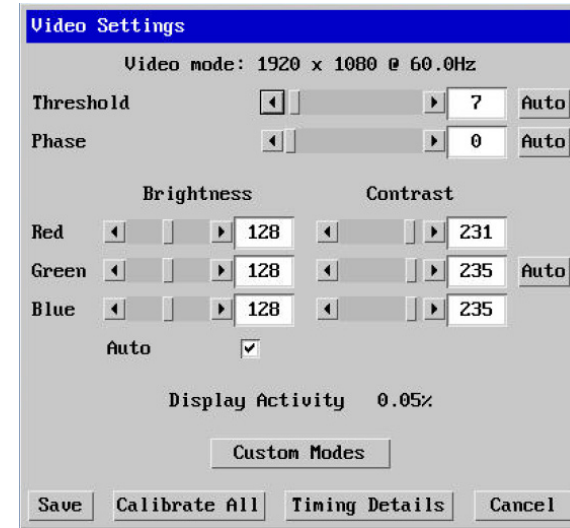 Video Settings
Video mode: 1920 x 1080 @ 60.0Hz
Threshold 7 Auto
Phase 0 Auto
Brightness Contrast
Red 128 231
Green 128 235 Auto
Blue 128 235
Auto
Display Activity 0.05%
Custom Modes
Save Calibrate All Timing Details Cancel